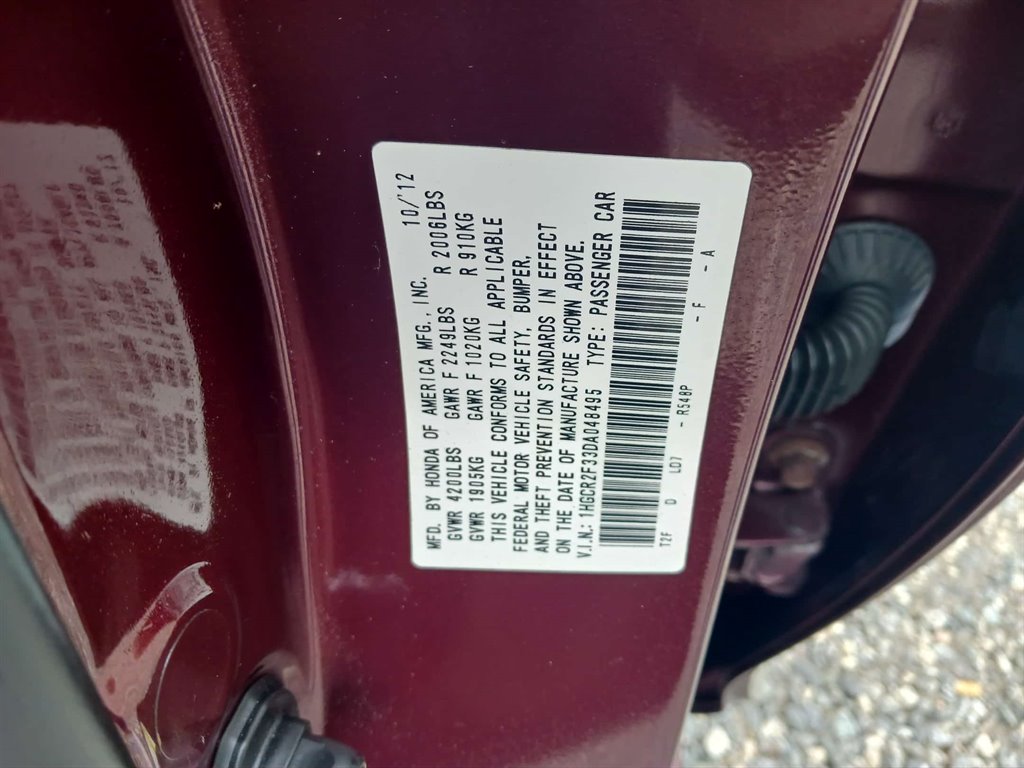 MFD. BY HONDA OF AMERICA MFG., INC. 10/'12
GVWR 4200LBS GAWR F 2249LBS R 2006LBS
GVWR 1905KG GAWR F 1020KG R 910KG
THIS VEHICLE CONFORMS TO ALL APPLICABLE
FEDERAL MOTOR VEHICLE SAFETY, BUMPER,
AND THEFT PREVENTION STANDARDS IN EFFECT
ON THE DATE OF MANUFACTURE SHOWN ABOVE.
V.I.N.: 1HGCR2F33DA048495 TYPE: PASSENGER CAR
T2F D LD7 - R548P - F - A